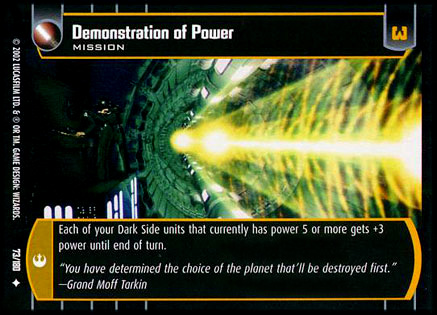 Demonstration of Power
MISSION
3
Each of your Dark Side units that currently has power 5 or more gets +3
power until end of turn.
"You have determined the choice of the planet that'll be destroyed first."
—Grand Moff Tarkin
© 2002 LUCASFILM LTD. & ® OR TM. GAME DESIGN: WIZARDS.
73/180